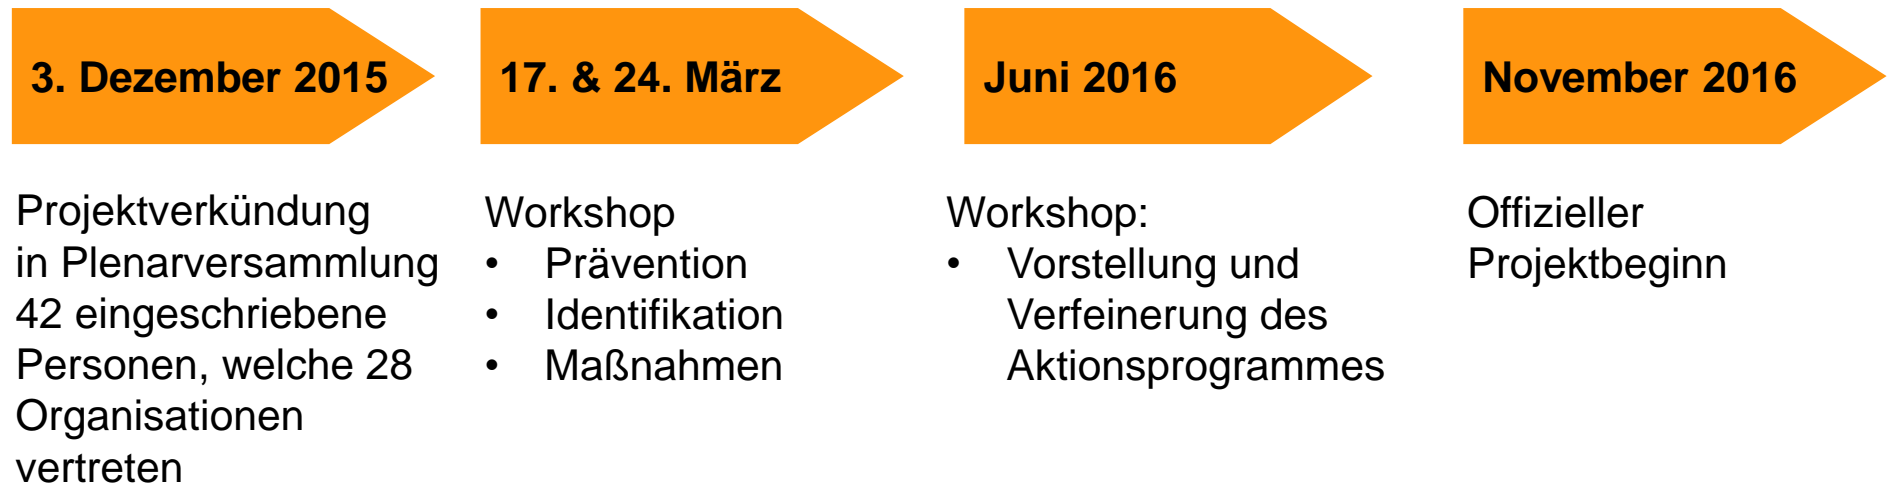 3. Dezember 2015
Projektverkündung
in Plenarversammlung
42 eingeschriebene
Personen, welche 28
Organisationen
vertreten
17. & 24. März
Workshop
• Prävention
• Identifikation
• Maßnahmen
Juni 2016
Workshop:
• Vorstellung und
Verfeinerung des
Aktionsprogrammes
November 2016
Offizieller
Projektbeginn